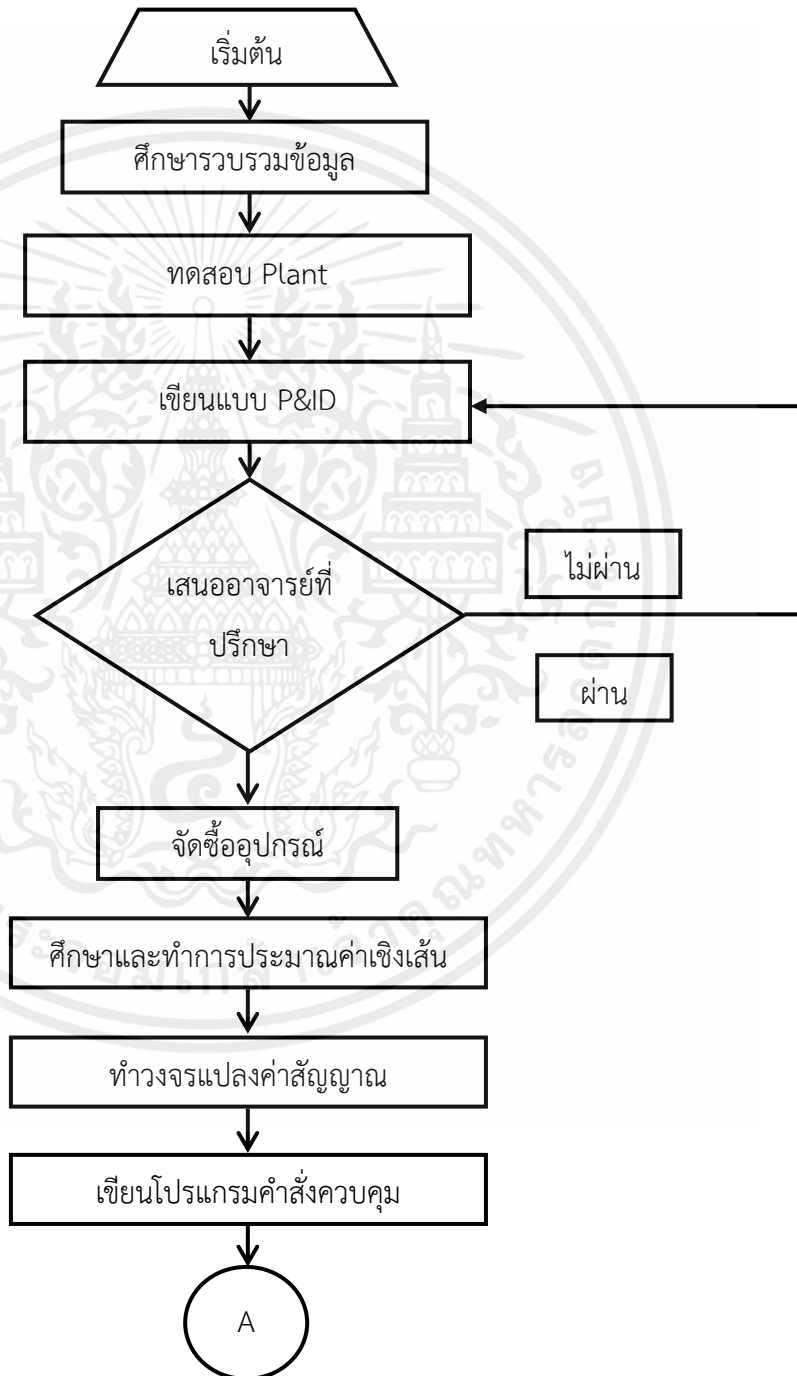 เริ่มต้น
ศึกษารวบรวมข้อมูล
ทดสอบ Plant
เขียนแบบ P&ID
เสนออาจารย์ที่
ปรึกษา
ไม่ผ่าน
ผ่าน
จัดซื้ออุปกรณ์
ศึกษาและทำการประมาณค่าเชิงเส้น
ทำวงจรแปลงค่าสัญญาณ
เขียนโปรแกรมคำสั่งควบคุม
A